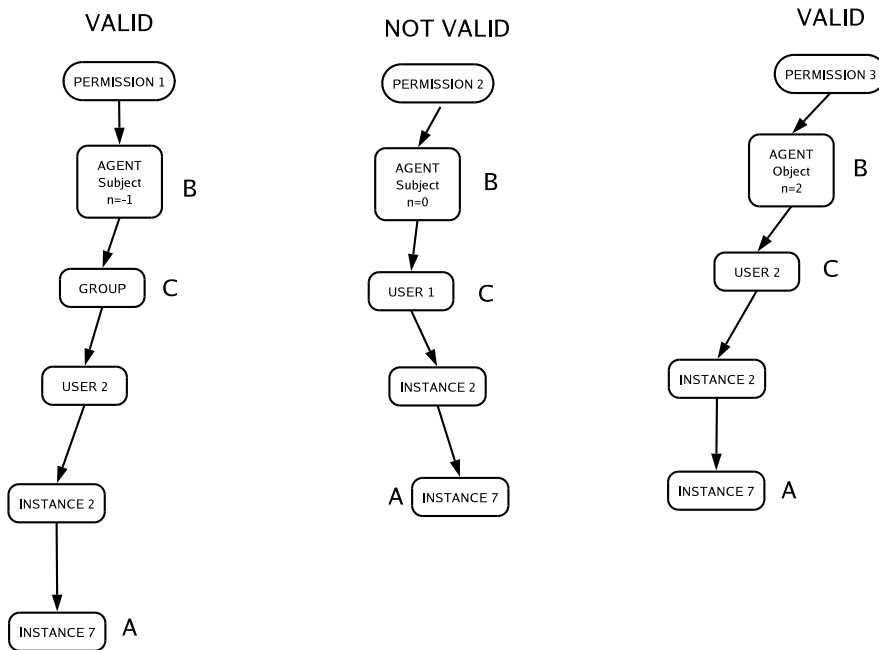 VALID
PERMISSION 1
AGENT
Subject
n=-1
B
GROUP
C
USER 2
INSTANCE 2
INSTANCE 7
A
NOT VALID
PERMISSION 2
AGENT
Subject
n=0
B
USER 1
C
INSTANCE 2
A
INSTANCE 7
VALID
PERMISSION 3
AGENT
Object
n=2
B
USER 2
C
INSTANCE 2
INSTANCE 7
A